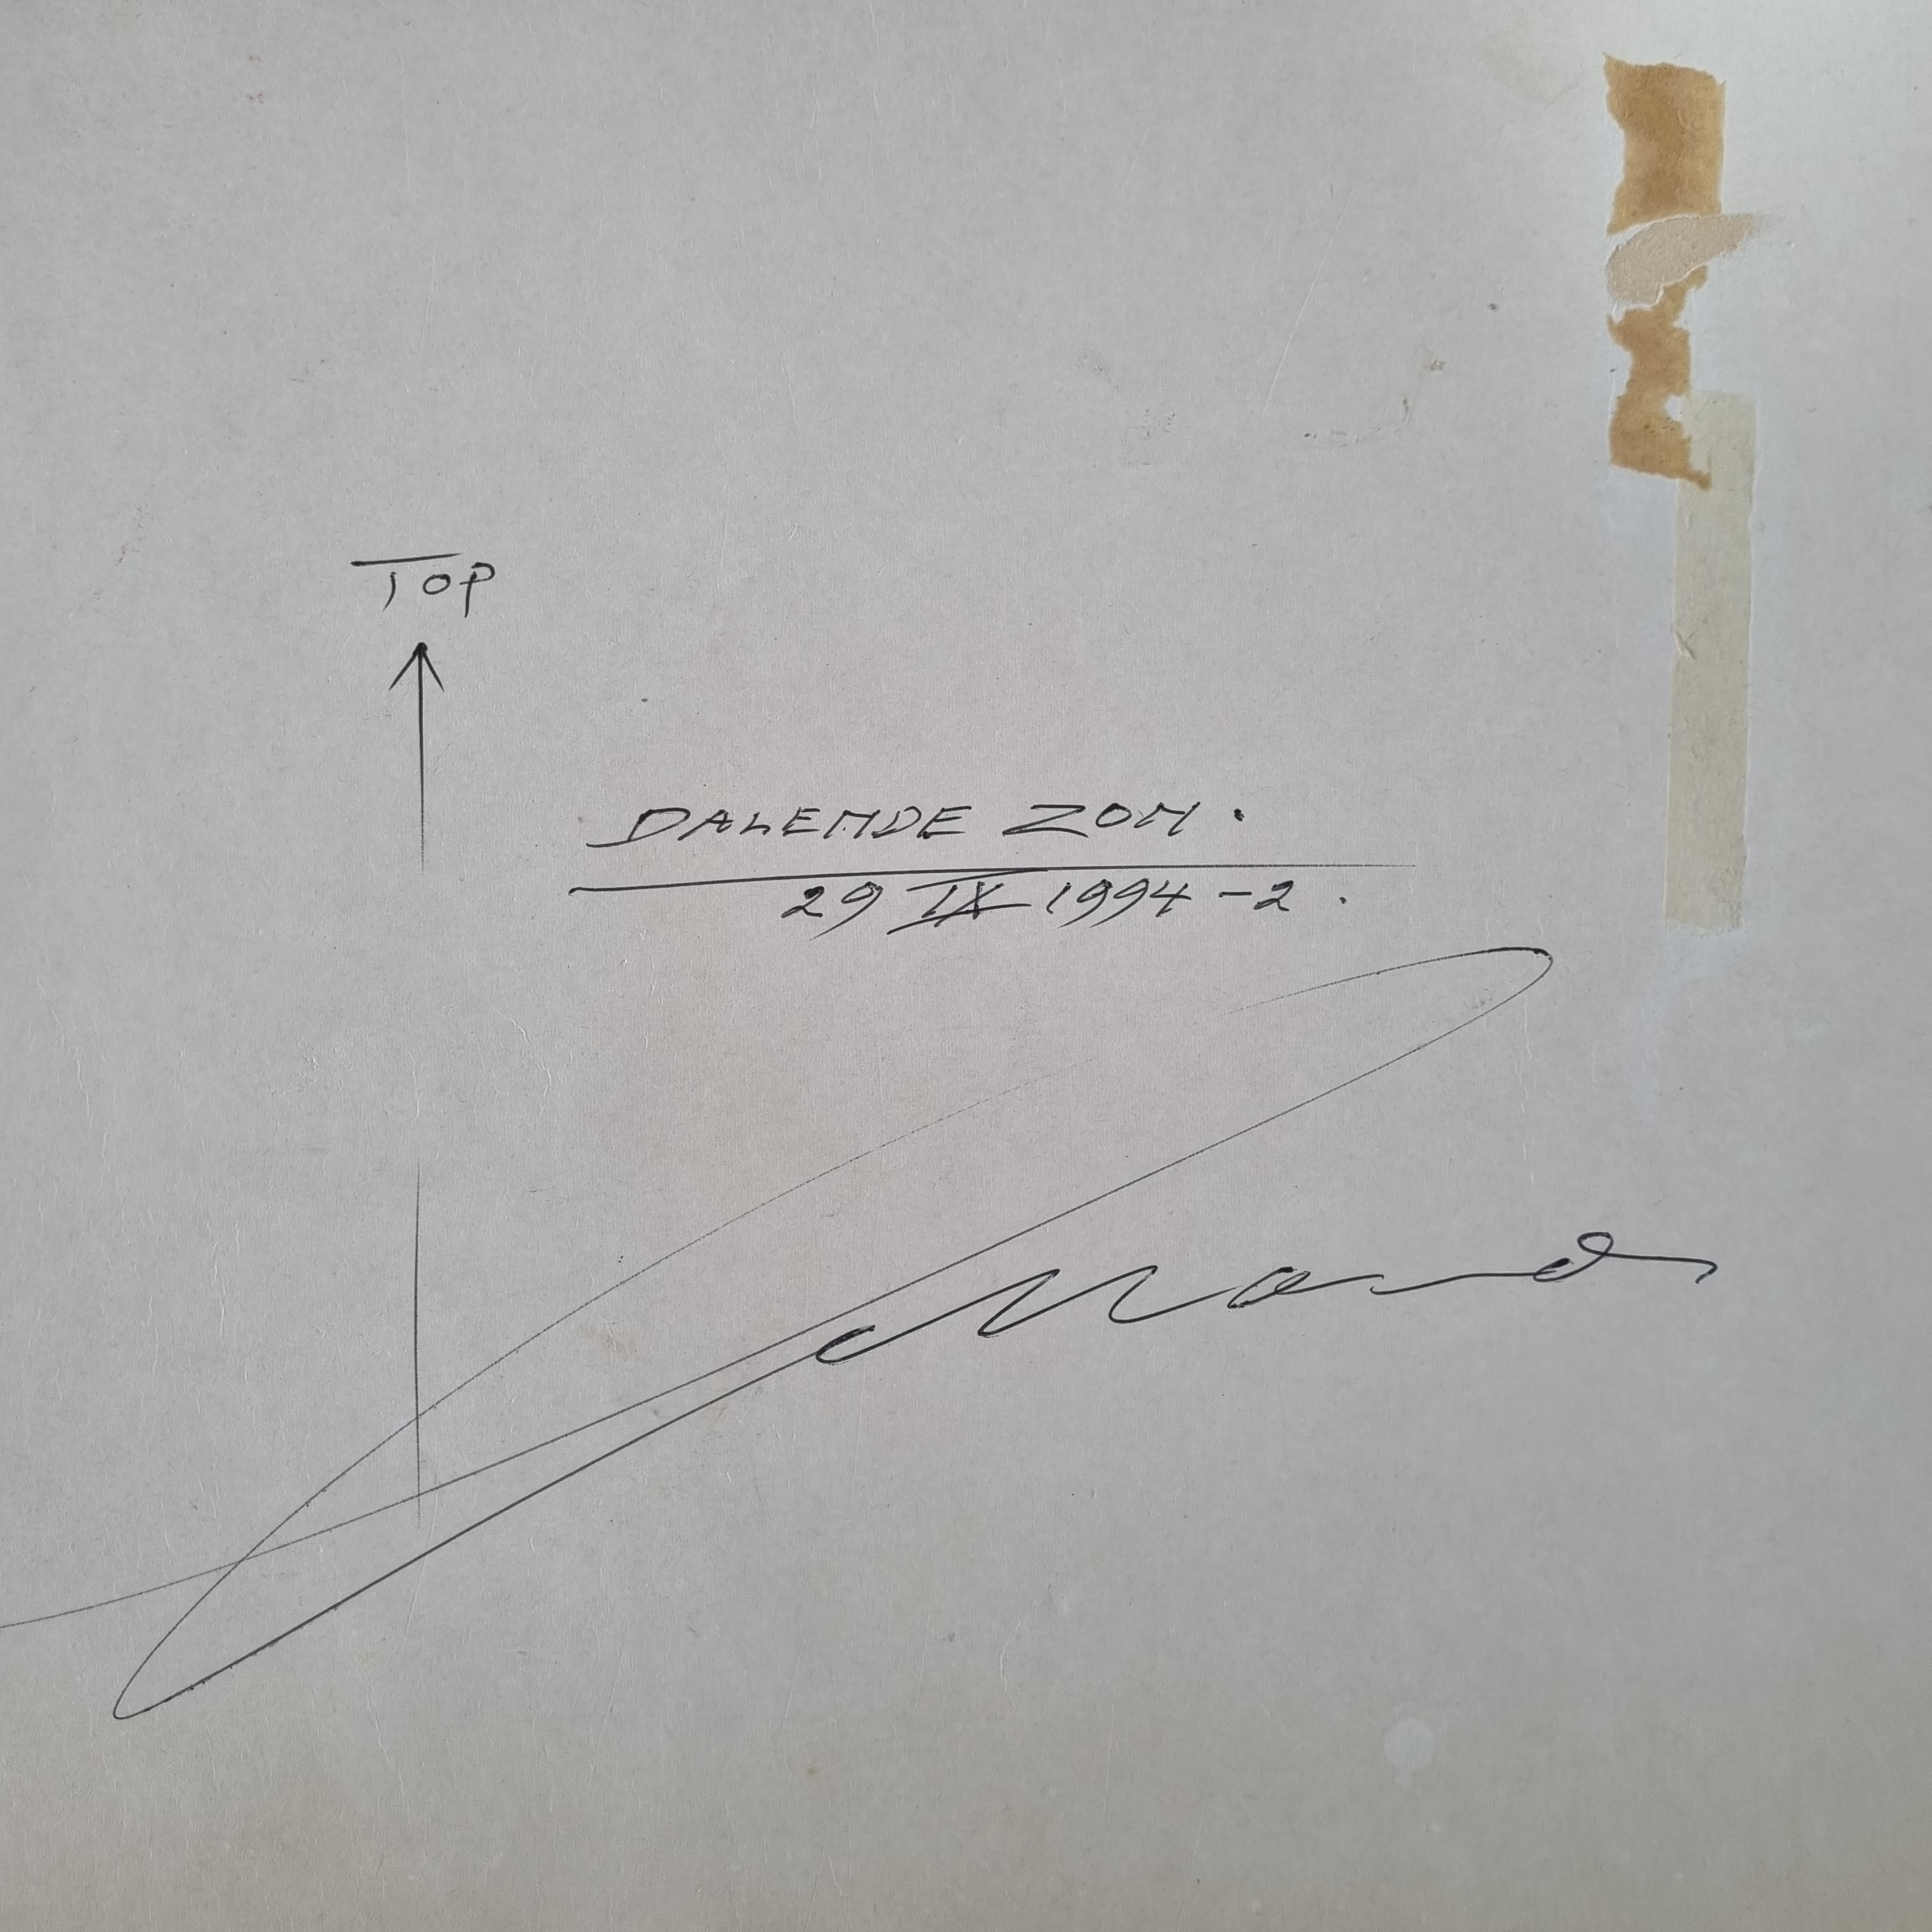 TOP
DALENDE ZON.
29 IX 1994-2.